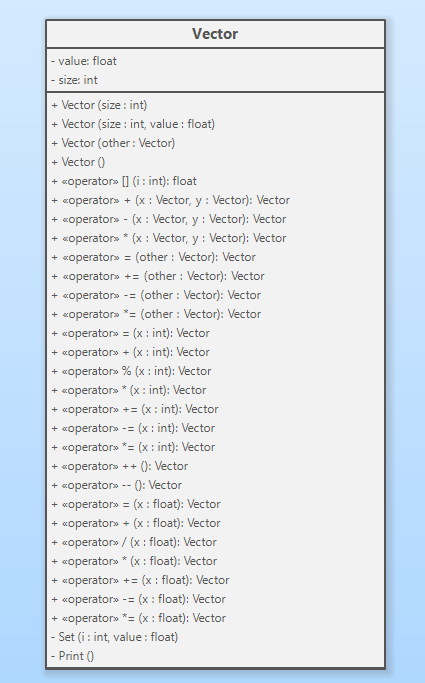 Vector
- value: float
- size: int
+ Vector (size : int)
+ Vector (size : int, value : float)
+ Vector (other : Vector)
+ Vector ()
+ «operator» [] (i : int): float
+ «operator» + (x : Vector, y : Vector): Vector
+ «operator» - (x : Vector, y : Vector): Vector
+ «operator» * (x : Vector, y : Vector): Vector
+ «operator» = (other : Vector): Vector
+ «operator» += (other : Vector): Vector
+ «operator» -= (other : Vector): Vector
+ «operator» *= (other : Vector): Vector
+ «operator» = (x : int): Vector
+ «operator» + (x : int): Vector
+ «operator» % (x : int): Vector
+ «operator» * (x : int): Vector
+ «operator» += (x : int): Vector
+ «operator» -= (x : int): Vector
+ «operator» *= (x : int): Vector
+ «operator» ++ (): Vector
+ «operator» -- (): Vector
+ «operator» = (x : float): Vector
+ «operator» + (x : float): Vector
+ «operator» / (x : float): Vector
+ «operator» * (x : float): Vector
+ «operator» += (x : float): Vector
+ «operator» -= (x : float): Vector
+ «operator» *= (x : float): Vector
- Set (i : int, value : float)
- Print ()